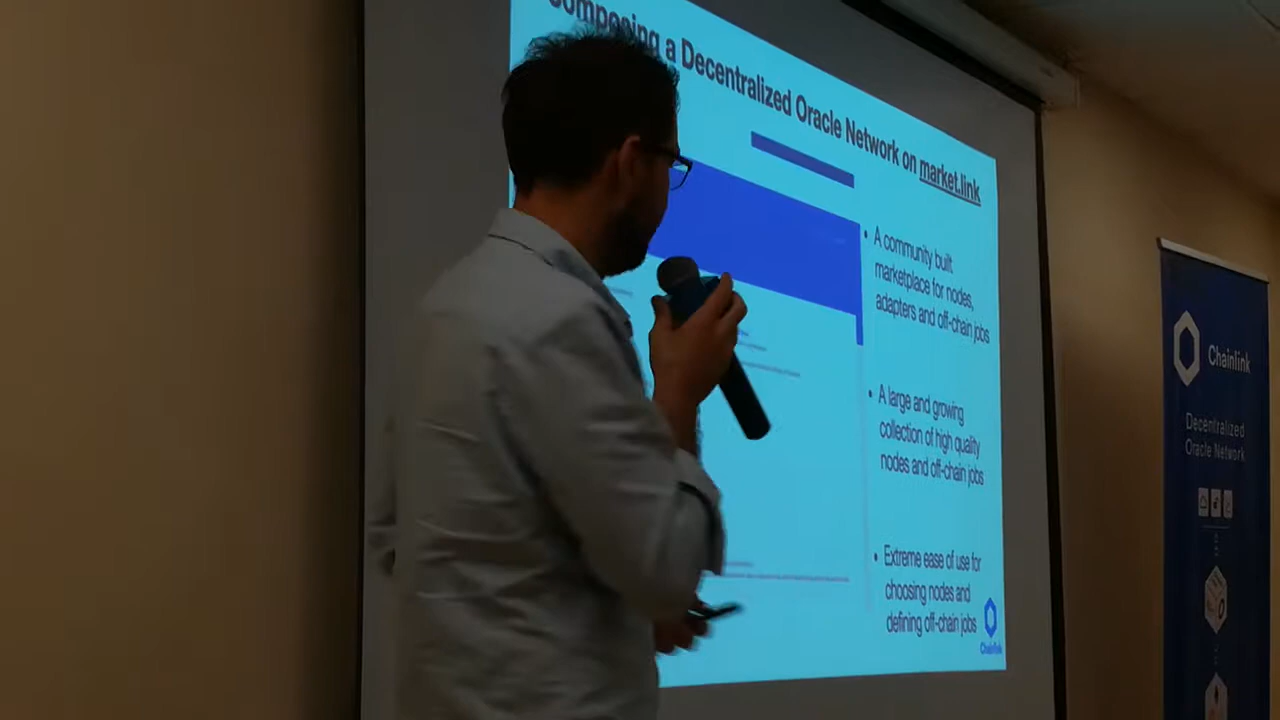 Composing a Decentralized Oracle Network on market.link
• A community built
marketplace for nodes,
adapters and off-chain jobs
• A large and growing
collection of high quality
nodes and off-chain jobs
• Extreme ease of use for
choosing nodes and
defining off-chain jobs
Chainlink
Chainlink
Decentralized
Oracle Network